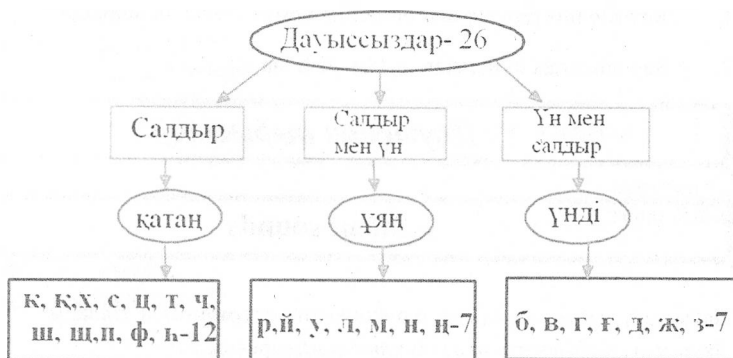 Дауыссыздар- 26
Салдыр
Салдыр
мен үн
Үн мен
салдыр
қатаң
ұяң
үнді
к, қ,х, с, ц, т, ч,
ш, щ,п, ф, һ-12
р,й, у, л, м, н, ң-7
б, в, г, ғ, д, ж, з-7